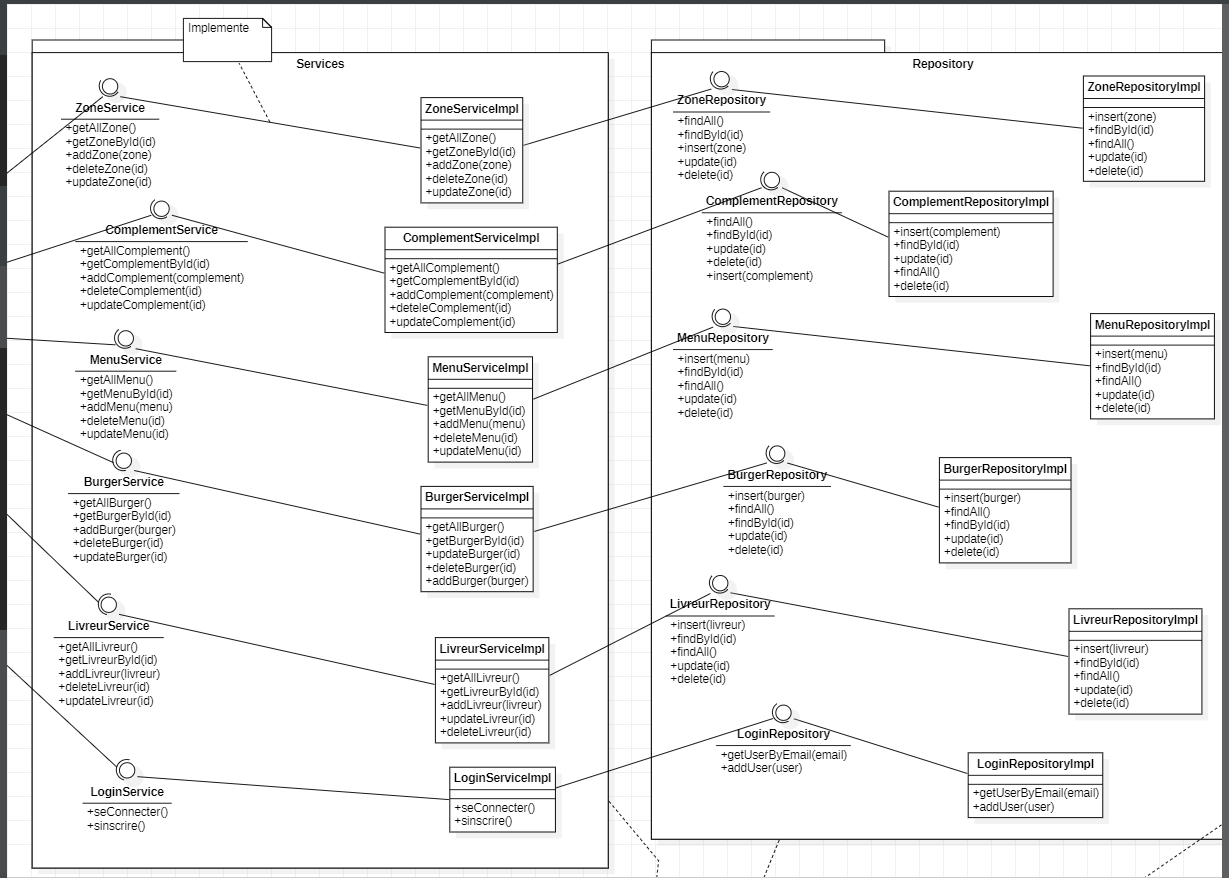 Implemente
Services
ZoneService
+getAllZone()
+getZoneById(id)
+addZone(zone)
+deleteZone(id)
+updateZone(id)
ZoneServiceImpl
+getAllZone()
+getZoneById(id)
+addZone(zone)
+deleteZone(id)
+updateZone(id)
ComplementService
+getAllComplement()
+getComplementById(id)
+addComplement(complement)
+deleteComplement(id)
+updateComplement(id)
ComplementServiceImpl
+getAllComplement()
+getComplementById(id)
+addComplement(complement)
+deteleComplement(id)
+updateComplement(id)
MenuService
+getAllMenu()
+getMenuById(id)
+addMenu(menu)
+deleteMenu(id)
+updateMenu(id)
MenuServiceImpl
+getAllMenu()
+getMenuById(id)
+addMenu(menu)
+deleteMenu(id)
+updateMenu(id)
BurgerService
+getAllBurger()
+getBurgerById(id)
+addBurger(burger)
+deleteBurger(id)
+updateBurger(id)
BurgerServiceImpl
+getAllBurger()
+getBurgerById(id)
+updateBurger(id)
+deleteBurger(id)
+addBurger(burger)
LivreurService
+getAllLivreur()
+getLivreurById(id)
+addLivreur(livreur)
+deleteLivreur(id)
+updateLivreur(id)
LivreurServiceImpl
+getAllLivreur()
+getLivreurById(id)
+addLivreur(livreur)
+updateLivreur(id)
+deleteLivreur(id)
LoginService
+seConnecter()
+sinscrire()
LoginServiceImpl
+seConnecter()
+sinscrire()
Repository
ZoneRepository
+findAll()
+findById(id)
+insert(zone)
+update(id)
+delete(id)
ZoneRepositoryImpl
+insert(zone)
+findById(id)
+findAll()
+update(id)
+delete(id)
ComplementRepository
+findAll()
+findById(id)
+update(id)
+delete(id)
+insert(complement)
ComplementRepositoryImpl
+insert(complement)
+findById(id)
+update(id)
+findAll()
+delete(id)
MenuRepository
+insert(menu)
+findById(id)
+findAll()
+update(id)
+delete(id)
MenuRepositoryImpl
+insert(menu)
+findById(id)
+findAll()
+update(id)
+delete(id)
BurgerRepository
+insert(burger)
+findAll()
+findById(id)
+update(id)
+delete(id)
BurgerRepositoryImpl
+insert(burger)
+findAll()
+findById(id)
+update(id)
+delete(id)
LivreurRepository
+insert(livreur)
+findById(id)
+findAll()
+update(id)
+delete(id)
LivreurRepositoryImpl
+insert(livreur)
+findById(id)
+findAll()
+update(id)
+delete(id)
LoginRepository
+getUserByEmail(email)
+addUser(user)
LoginRepositoryImpl
+getUserByEmail(email)
+addUser(user)